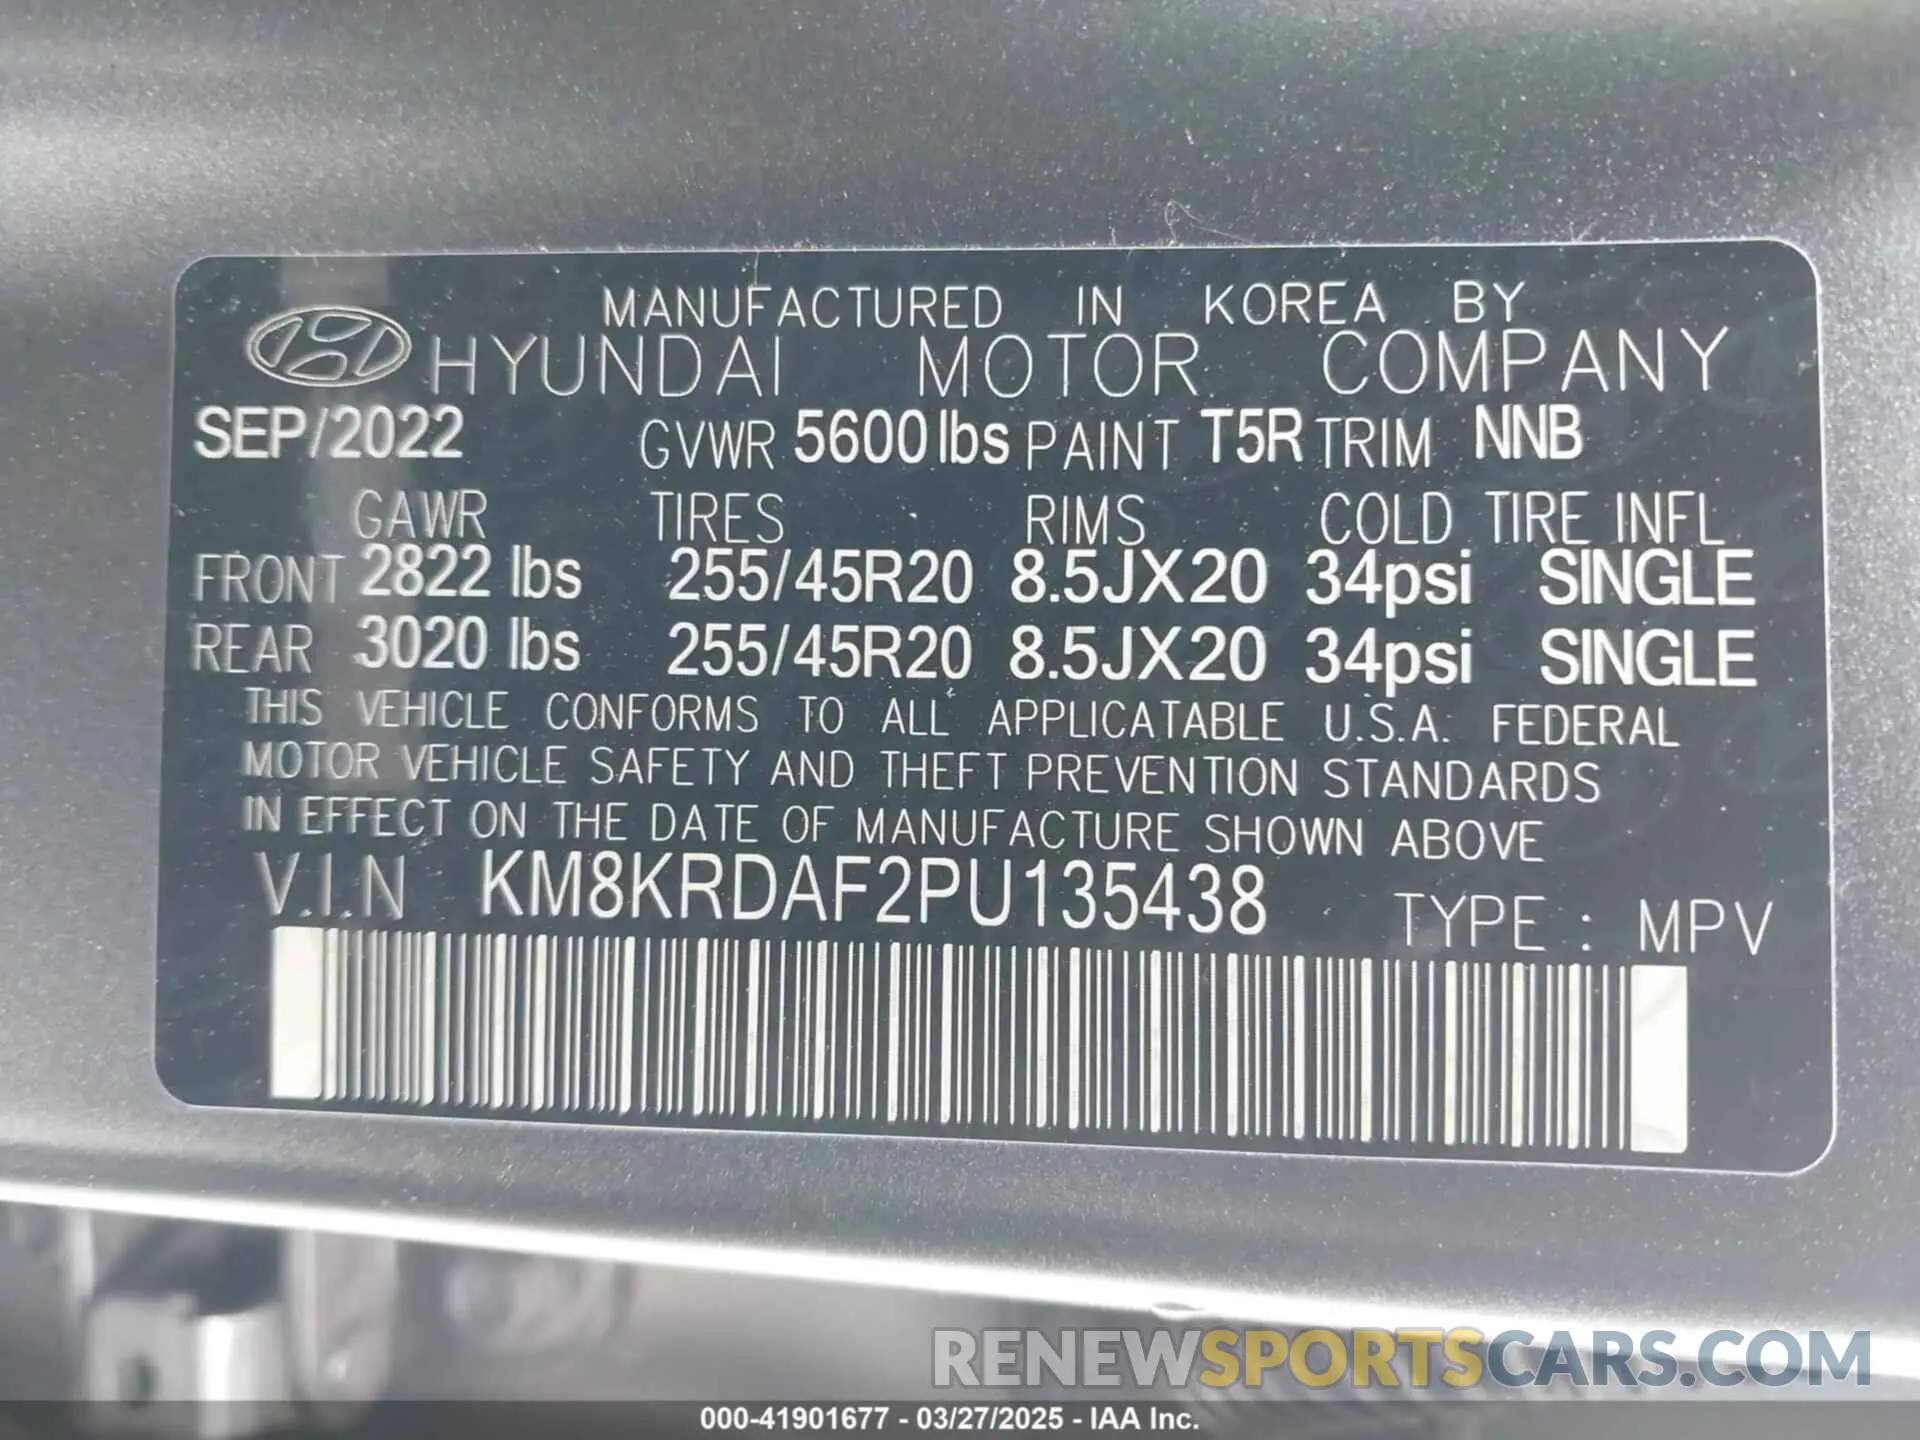 MANUFACTURED IN KOREA BY
HYUNDAI MOTOR COMPANY
SEP/2022 GVWR 5600lbs PAINT T5R TRIM NNB
GAWR TIRES RIMS COLD TIRE INFL
FRONT 2822 lbs 255/45R20 8.5JX20 34psi SINGLE
REAR 3020 lbs 255/45R20 8.5JX20 34psi SINGLE
THIS VEHICLE CONFORMS TO ALL APPLICATABLE U.S.A. FEDERAL
MOTOR VEHICLE SAFETY AND THEFT PREVENTION STANDARDS
IN EFFECT ON THE DATE OF MANUFACTURE SHOWN ABOVE
V.I.N KM8KRDAF2PU135438 TYPE : MPV
RENEWSPORTSCARS.COM
000-41901677 - 03/27/2025 - IAA Inc.